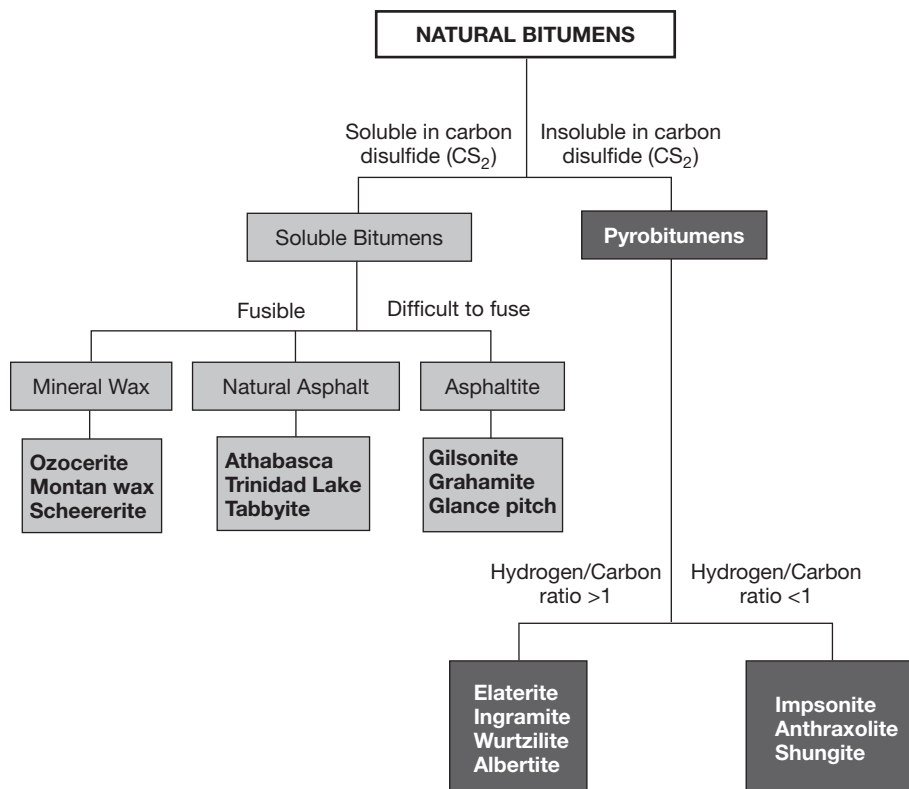 NATURAL BITUMENS
Soluble in carbon
disulfide (CS₂)
Insoluble in carbon
disulfide (CS₂)
Soluble Bitumens
Pyrobitumens
Fusible
Difficult to fuse
Mineral Wax
Natural Asphalt
Asphaltite
Ozocerite
Montan wax
Scheererite
Athabasca
Trinidad Lake
Tabbyite
Gilsonite
Grahamite
Glance pitch
Hydrogen/Carbon
ratio >1
Hydrogen/Carbon
ratio <1
Elaterite
Ingramite
Wurtzilite
Albertite
Impsonite
Anthraxolite
Shungite